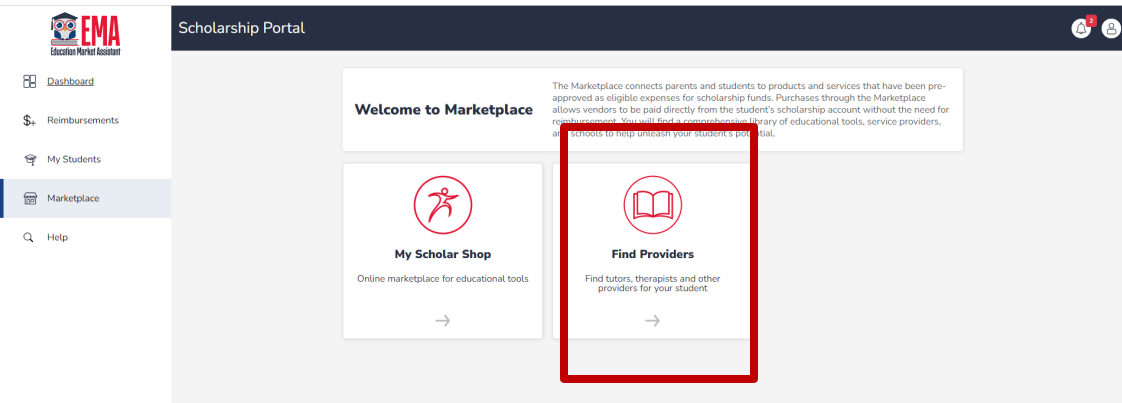 EMA
Education Market Assistant
Scholarship Portal
2
Dashboard
Reimbursements
My Students
Marketplace
Help
Welcome to Marketplace
The Marketplace connects parents and students to products and services that have been pre-
approved as eligible expenses for scholarship funds. Purchases through the Marketplace
allows vendors to be paid directly from the student's scholarship account without the need for
reimbursement. You will find a comprehensive library of educational tools, service providers,
and schools to help unleash your student's potential.
My Scholar Shop
Online marketplace for educational tools
Find Providers
Find tutors, therapists and other
providers for your student